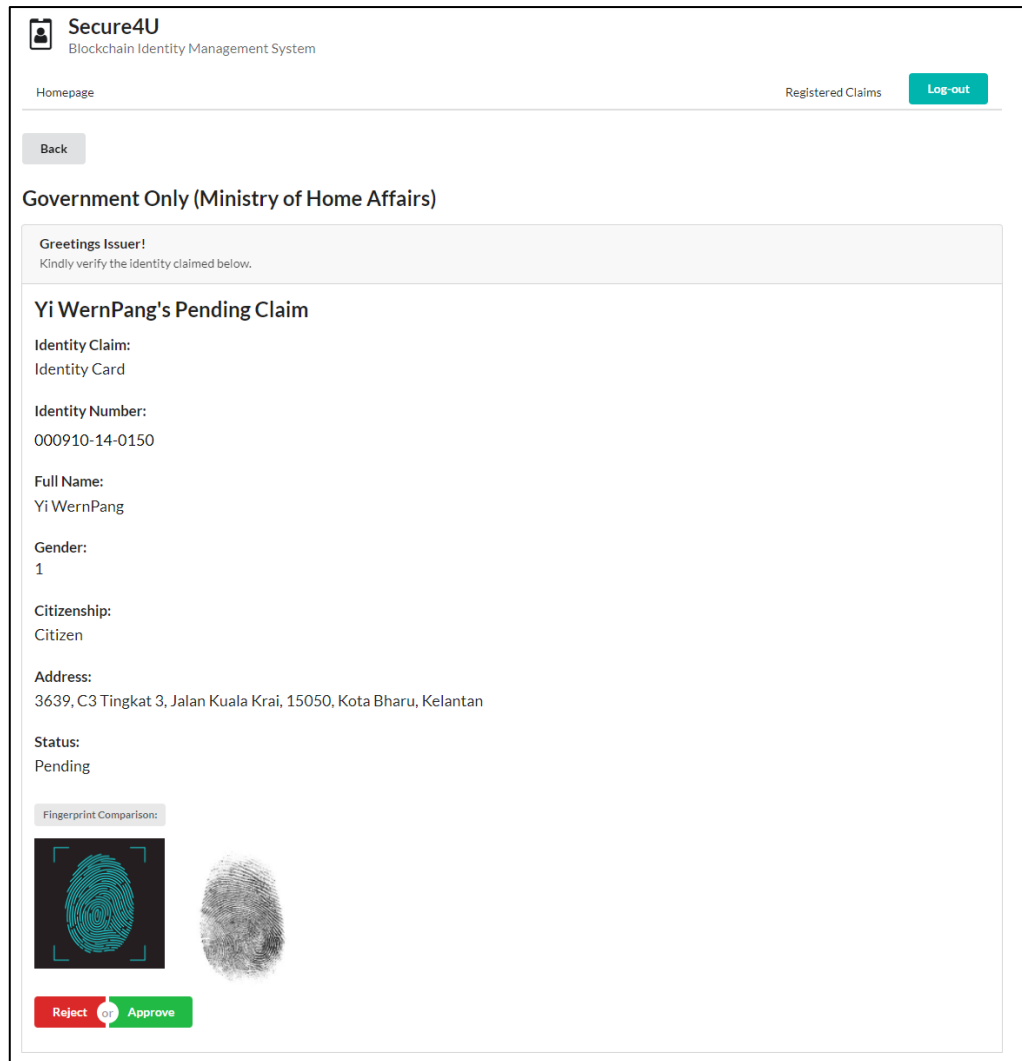 Secure4U
Blockchain Identity Management System
Homepage Registered Claims Log-out
Back
Government Only (Ministry of Home Affairs)
Greetings Issuer!
Kindly verify the identity claimed below.
Yi WernPang's Pending Claim
Identity Claim:
Identity Card
Identity Number:
000910-14-0150
Full Name:
Yi WernPang
Gender:
1
Citizenship:
Citizen
Address:
3639, C3 Tingkat 3, Jalan Kuala Krai, 15050, Kota Bharu, Kelantan
Status:
Pending
Fingerprint Comparison:
Reject or Approve